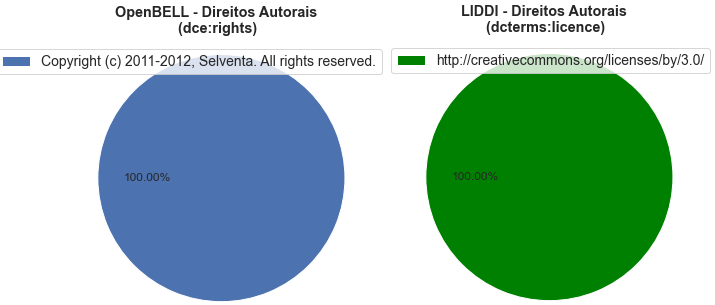 OpenBELL - Direitos Autorais
(dce:rights)
Copyright (c) 2011-2012, Selventa. All rights reserved.
100.00%
LIDDI - Direitos Autorais
(dcterms:licence)
http://creativecommons.org/licenses/by/3.0/
100.00%